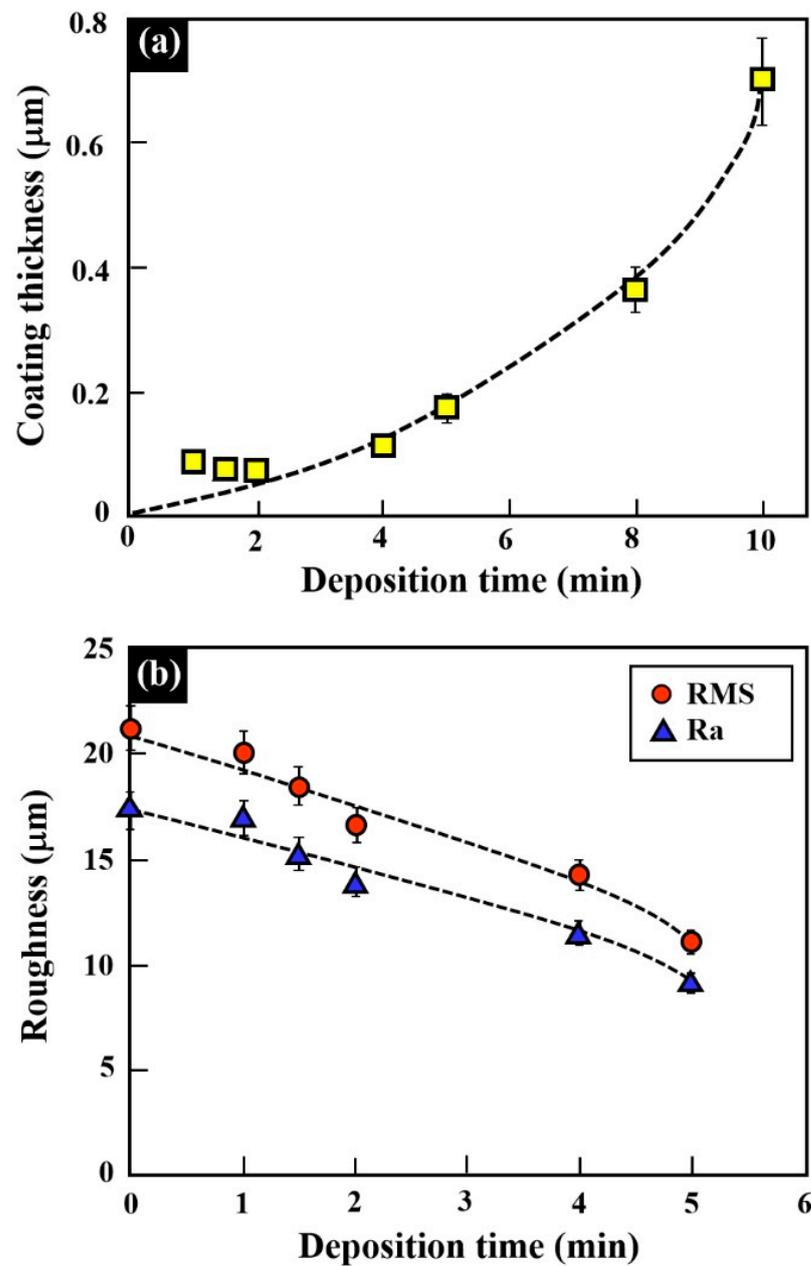 (a)
Coating thickness (μm)
0.8
0.6
0.4
0.2
0
0 2 4 6 8 10
Deposition time (min)
(b)
RMS
Ra
Roughness (μm)
25
20
15
10
5
0
0 1 2 3 4 5 6
Deposition time (min)